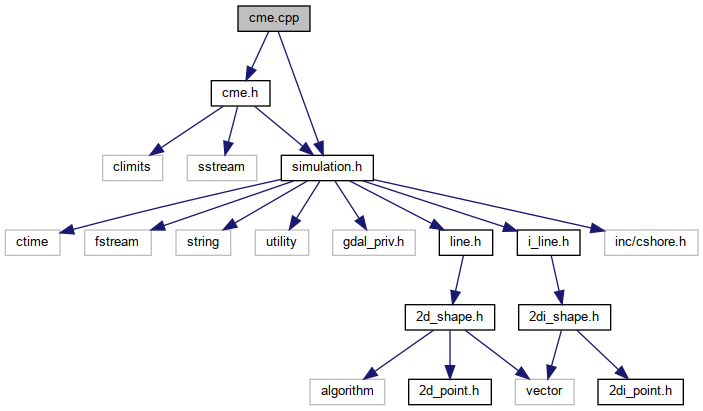 cme.cpp
cme.h
climits
sstream
simulation.h
ctime
fstream
string
utility
gdal_priv.h
line.h
i_line.h
inc/cshore.h
2d_shape.h
2di_shape.h
algorithm
2d_point.h
vector
2di_point.h